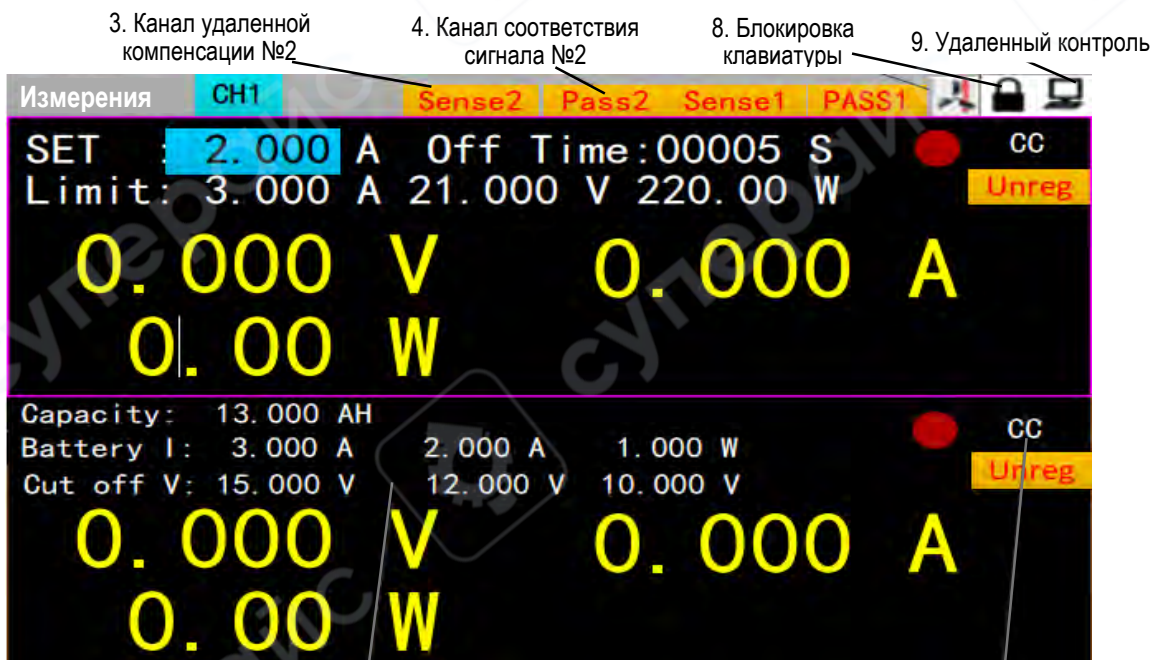 3. Канал удаленной
компенсации №2
4. Канал соответствия
сигнала №2
8. Блокировка
клавиатуры
9. Удаленный контроль
Измерения CH1 Sense2 Pass2 Sense1 PASS1
SET : 2.000 A Off Time:00005 S CC
Limit: 3.000 A 21.000 V 220.00 W Unreg
0.000 V 0.000 A
0.00 W
Capacity: 13.000 AH
CC
Battery I: 3.000 A 2.000 A 1.000 W
Cut off V: 15.000 V 12.000 V 10.000 V Unreg
0.000 V 0.000 A
0.00 W